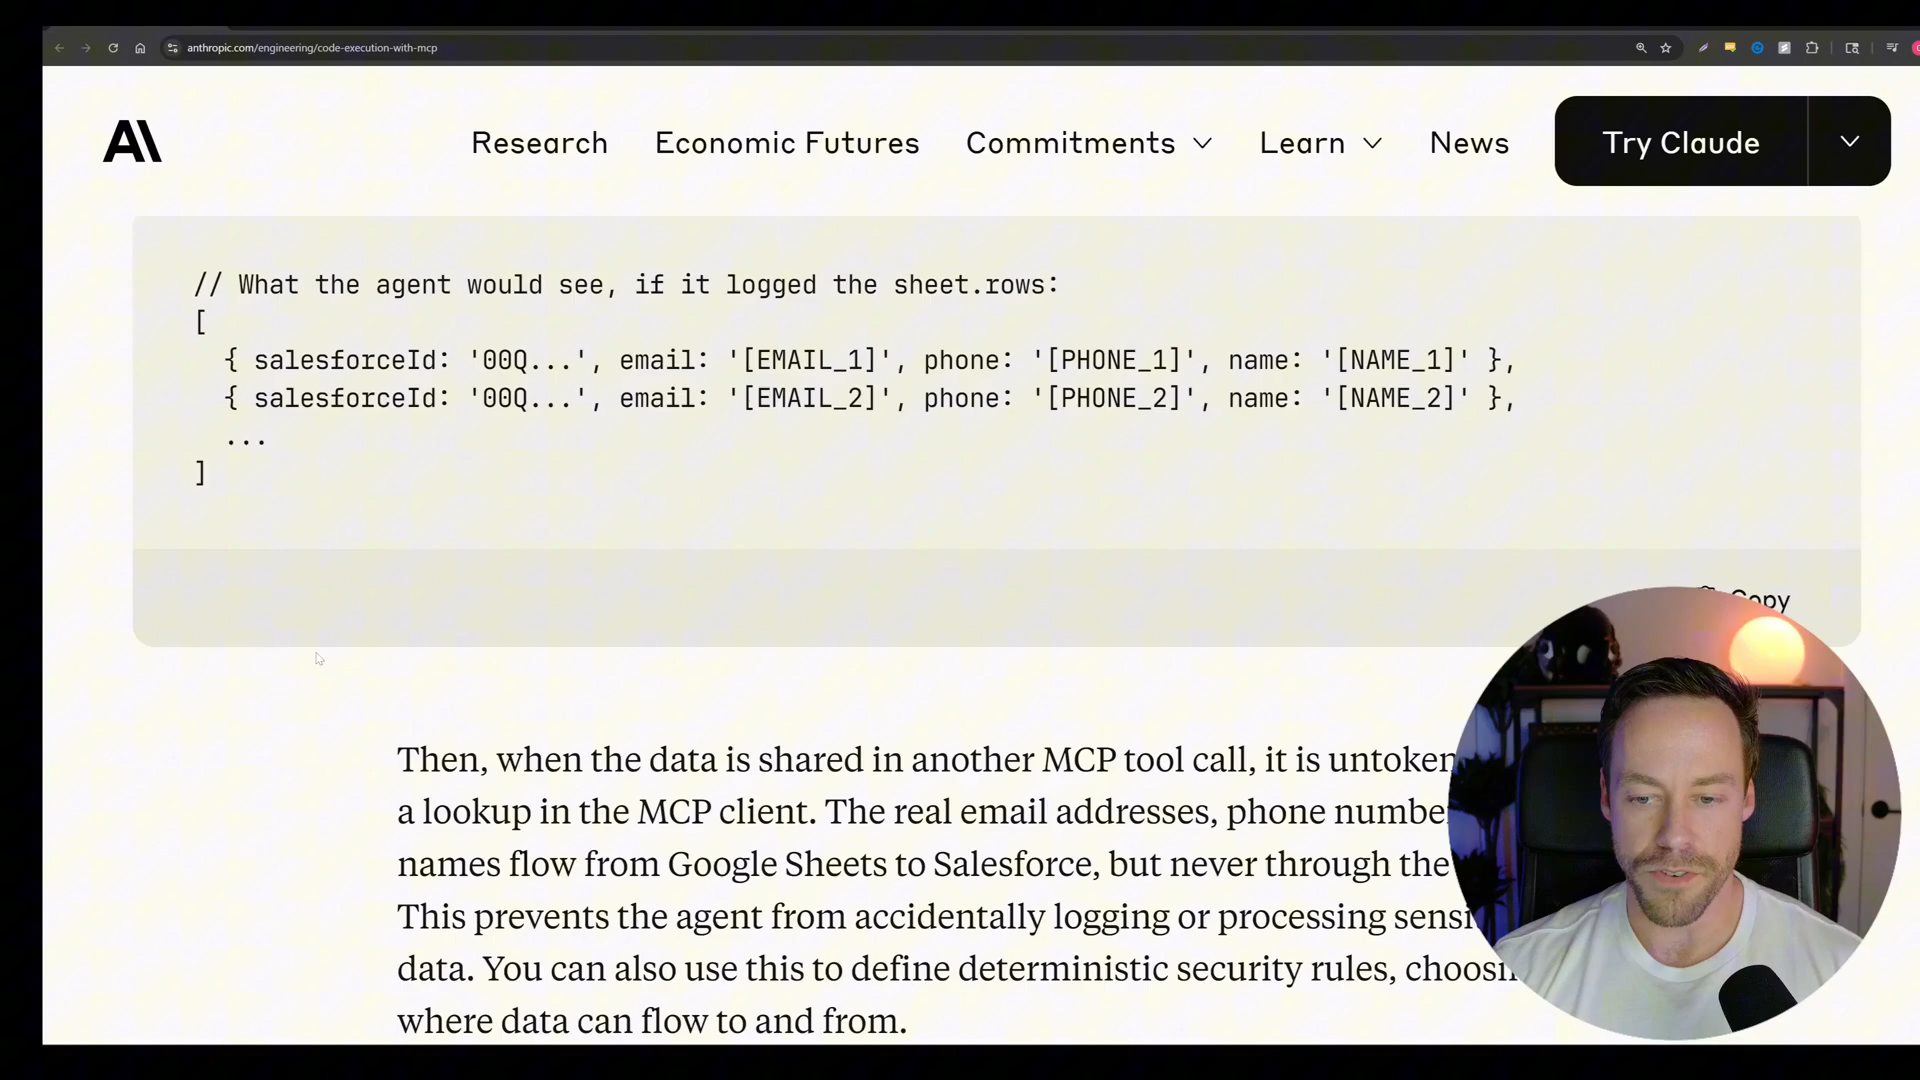 anthropic.com/engineering/code-execution-with-mcp
Research Economic Futures Commitments Learn News Try Claude
// What the agent would see, if it logged the sheet.rows:
[
{ salesforceId: '00Q...', email: '[EMAIL_1]', phone: '[PHONE_1]', name: '[NAME_1]' },
{ salesforceId: '00Q...', email: '[EMAIL_2]', phone: '[PHONE_2]', name: '[NAME_2]' },
...
]
Copy
Then, when the data is shared in another MCP tool call, it is untoken
a lookup in the MCP client. The real email addresses, phone number
names flow from Google Sheets to Salesforce, but never through the
This prevents the agent from accidentally logging or processing sensi
data. You can also use this to define deterministic security rules, choosin
where data can flow to and from.